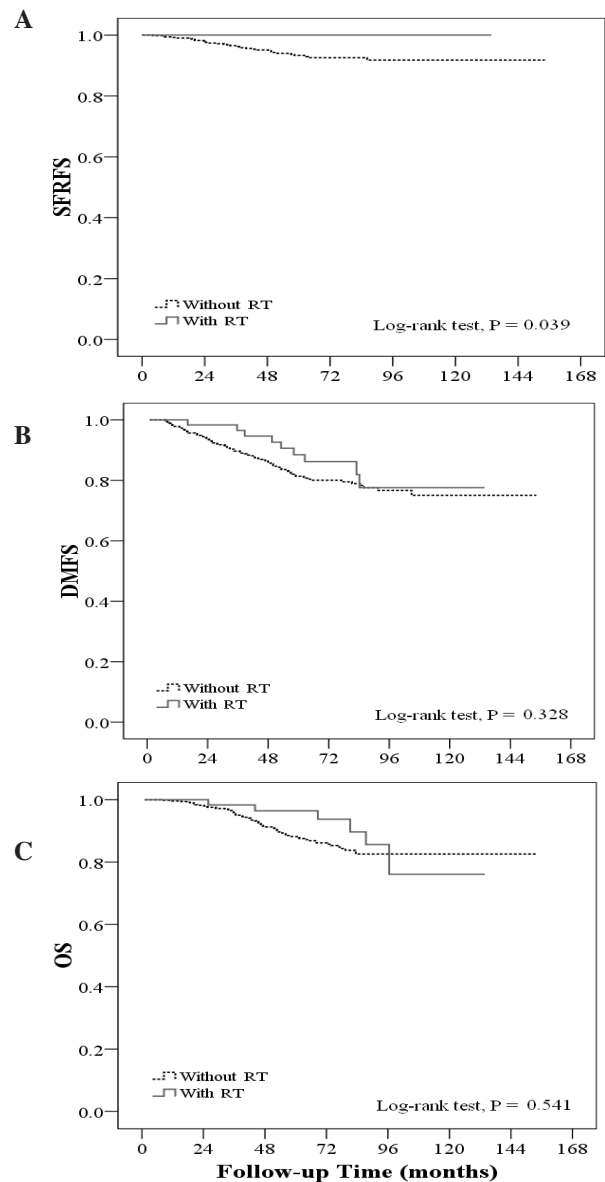 A
1.0
0.8
0.6
0.4
0.2
0.0
SFRFS
Without RT
With RT
Log-rank test, P = 0.039
0 24 48 72 96 120 144 168
B
1.0
0.8
0.6
0.4
0.2
0.0
DMFS
Without RT
With RT
Log-rank test, P = 0.328
0 24 48 72 96 120 144 168
C
1.0
0.8
0.6
0.4
0.2
0.0
OS
Without RT
With RT
Log-rank test, P = 0.541
0 24 48 72 96 120 144 168
Follow-up Time (months)